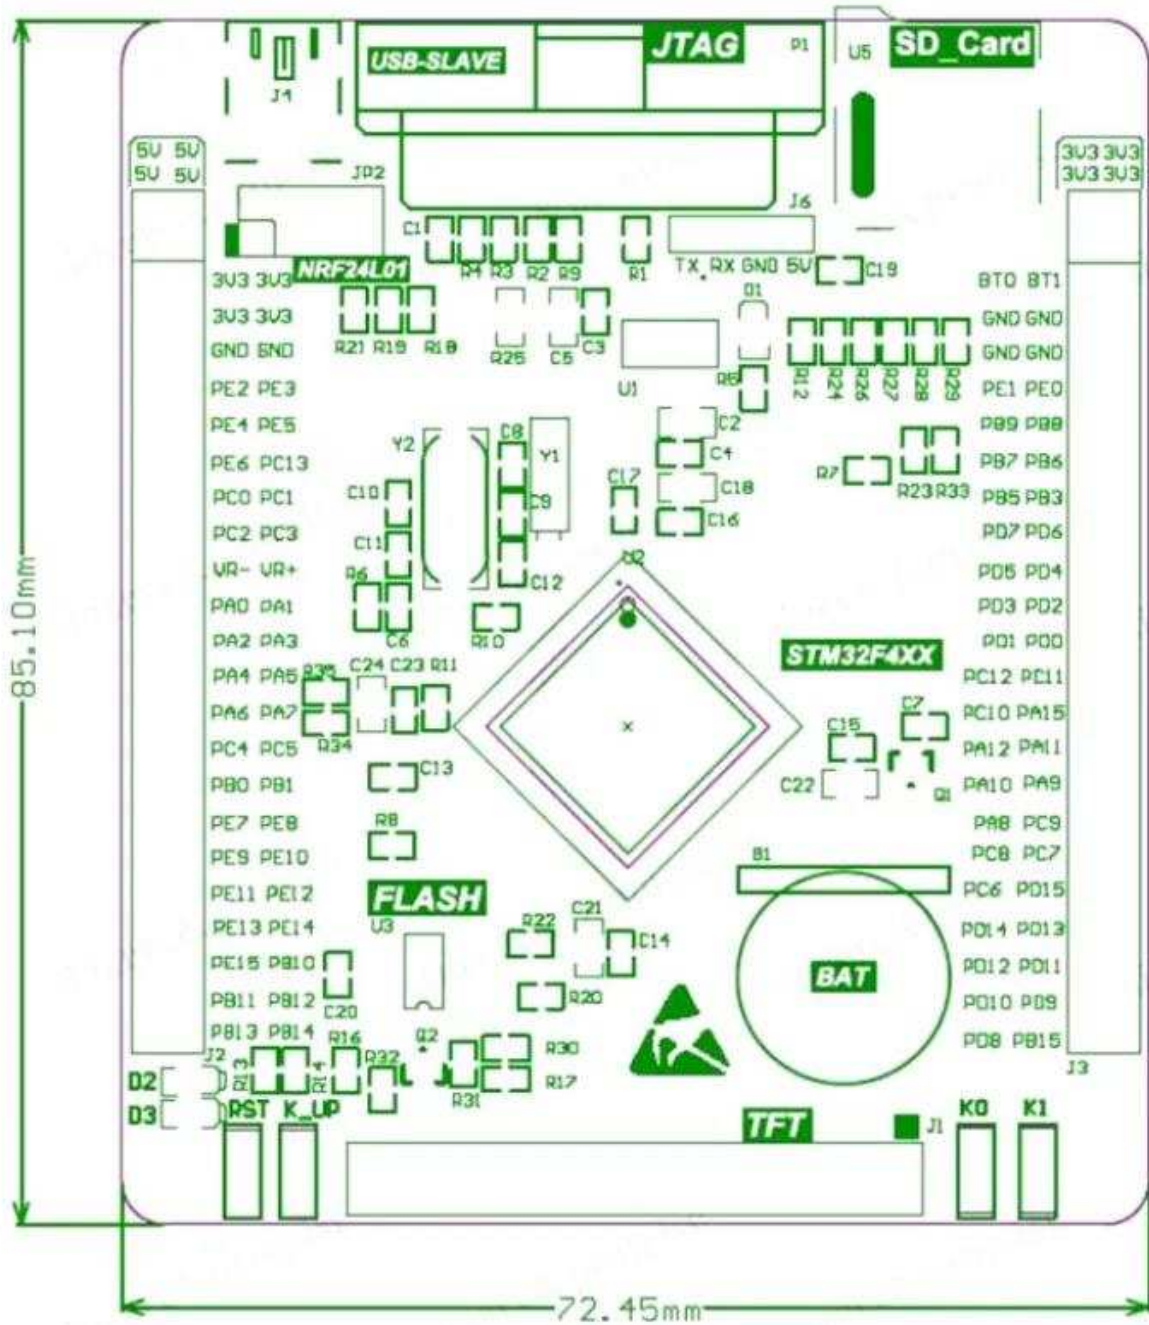 USB-SLAVE JTAG P1 U5 SD_Card
J4
5V 5V 3V3 3V3
5V 5V 3V3 3V3
JP2 J6
C1 R4 R3 R2 R9 R1
NRF24L01 TX RX GND 5V C19
3V3 3V3 BT0 BT1
D1
3V3 3V3 GND GND
R21 R19 R18 R25 C5 C3
GND GND GND GND
U1 R12 R24 R26 R27 R28 R29
PE2 PE3 PE1 PE0
PE4 PE5 C2 PB9 PB8
Y2 C8 Y1 C4
PE6 PC13 C17 R7 PB7 PB6
PC0 PC1 C10 C9 C18 R23 R33 PB5 PB3
PC2 PC3 C11 C16 PD7 PD6
VR- VR+ R6 C12 U2 PD5 PD4
PA0 PA1 PD3 PD2
PA2 PA3 C6 R10 PD1 PD0
STM32F4XX
PA4 PA5 R35 C24 C23 R11 PC12 PC11
PA6 PA7 C7 PC10 PA15
PC4 PC5 R34 C15 PA12 PA11
PB0 PB1 C13 C22 Q1 PA10 PA9
PE7 PE8 R8 PA8 PC9
PE9 PE10 B1 PC8 PC7
PE11 PE12 FLASH PC6 PD15
PE13 PE14 U3 R22 C21 C14 PD14 PD13
PE15 PB10 BAT PD12 PD11
PB11 PB12 C20 R20 PD10 PD9
PB13 PB14 R16 Q2 PD8 PB15
J2 R13 R14 R32 R30 J3
D2 R31 R17
D3 RST K_UP TFT J1 K0 K1
85.10mm
72.45mm